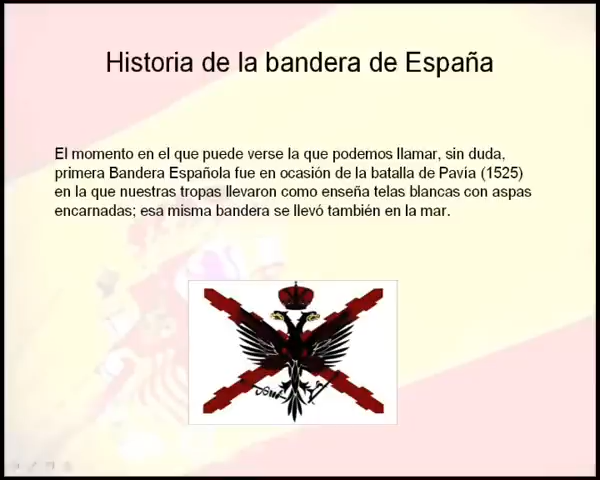 Historia de la bandera de España
El momento en el que puede verse la que podemos llamar, sin duda,
primera Bandera Española fue en ocasión de la batalla de Pavía (1525)
en la que nuestras tropas llevaron como enseña telas blancas con aspas
encarnadas; esa misma bandera se llevó también en la mar.